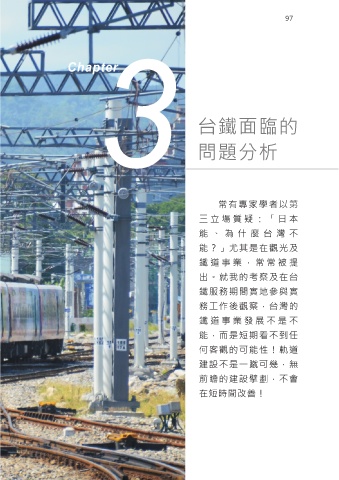 97
Chapter
3
台鐵面臨的
問題分析
常有專家學者以第
三立場質疑：「日本
能、為什麼台灣不
能？」尤其是在觀光及
鐵道事業，常常被提
出。就我的考察及在台
鐵服務期間實地參與實
務工作後觀察，台灣的
鐵道事業發展不是不
能，而是短期看不到任
何客觀的可能性！軌道
建設不是一蹴可幾，無
前瞻的建設擘劃，不會
在短時間改善！